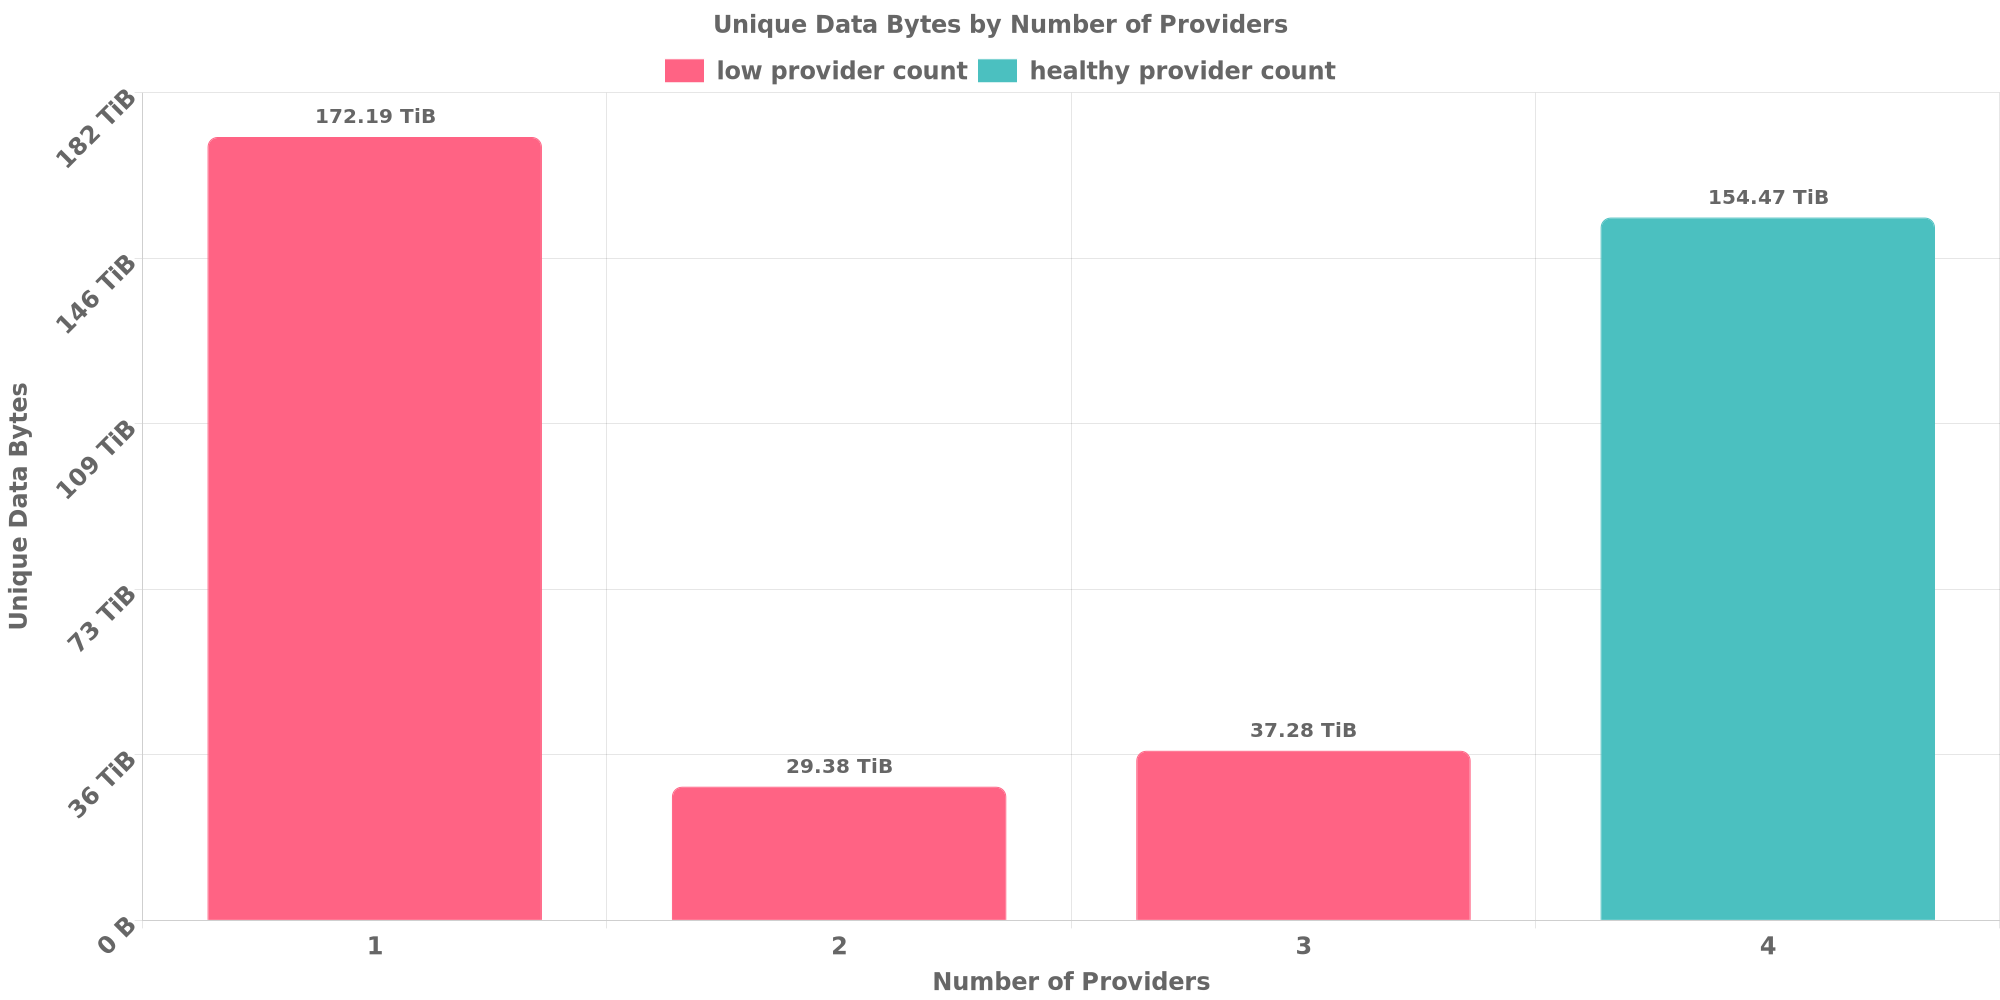 Unique Data Bytes by Number of Providers
low provider count healthy provider count
182 TiB
146 TiB
109 TiB
73 TiB
36 TiB
0 B
Unique Data Bytes
172.19 TiB
29.38 TiB
37.28 TiB
154.47 TiB
1 2 3 4
Number of Providers